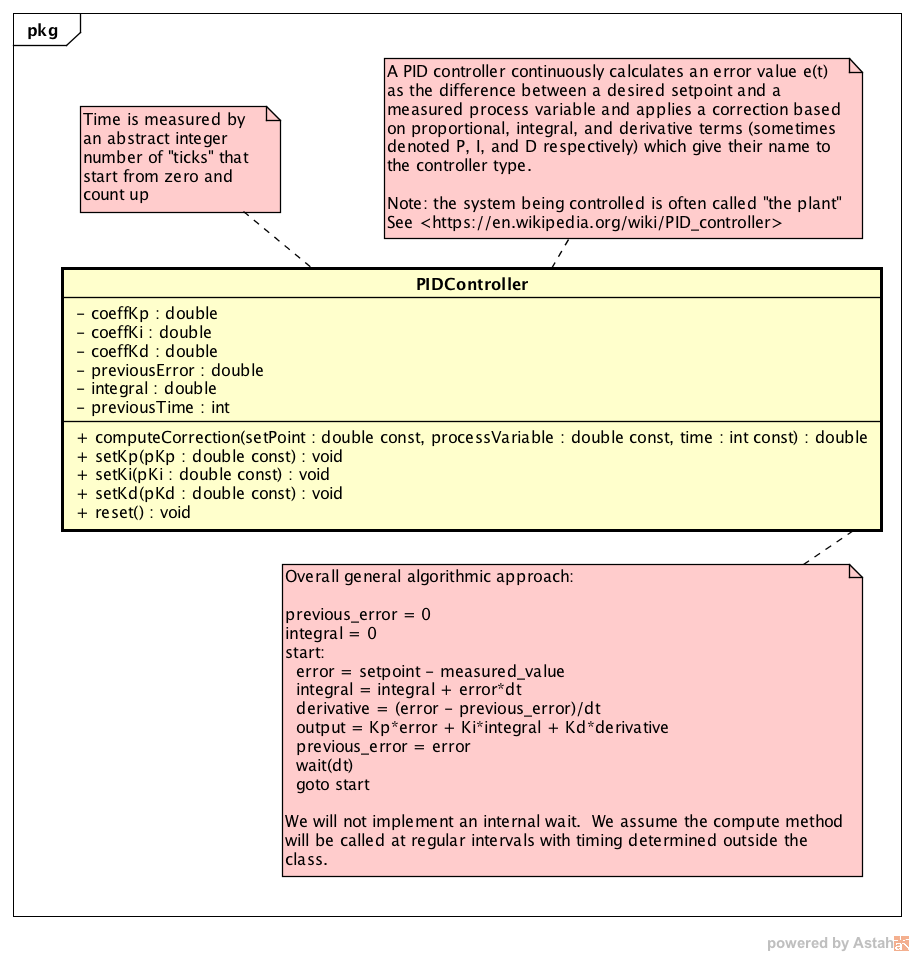 pkg
A PID controller continuously calculates an error value e(t)
as the difference between a desired setpoint and a
measured process variable and applies a correction based
on proportional, integral, and derivative terms (sometimes
denoted P, I, and D respectively) which give their name to
the controller type.
Note: the system being controlled is often called "the plant"
See <https://en.wikipedia.org/wiki/PID_controller>
Time is measured by
an abstract integer
number of "ticks" that
start from zero and
count up
PIDController
- coeffKp : double
- coeffKi : double
- coeffKd : double
- previousError : double
- integral : double
- previousTime : int
+ computeCorrection(setPoint : double const, processVariable : double const, time : int const) : double
+ setKp(pKp : double const) : void
+ setKi(pKi : double const) : void
+ setKd(pKd : double const) : void
+ reset() : void
Overall general algorithmic approach:
previous_error = 0
integral = 0
start:
error = setpoint - measured_value
integral = integral + error*dt
derivative = (error - previous_error)/dt
output = Kp*error + Ki*integral + Kd*derivative
previous_error = error
wait(dt)
goto start
We will not implement an internal wait.  We assume the compute method
will be called at regular intervals with timing determined outside the
class.
powered by Astah